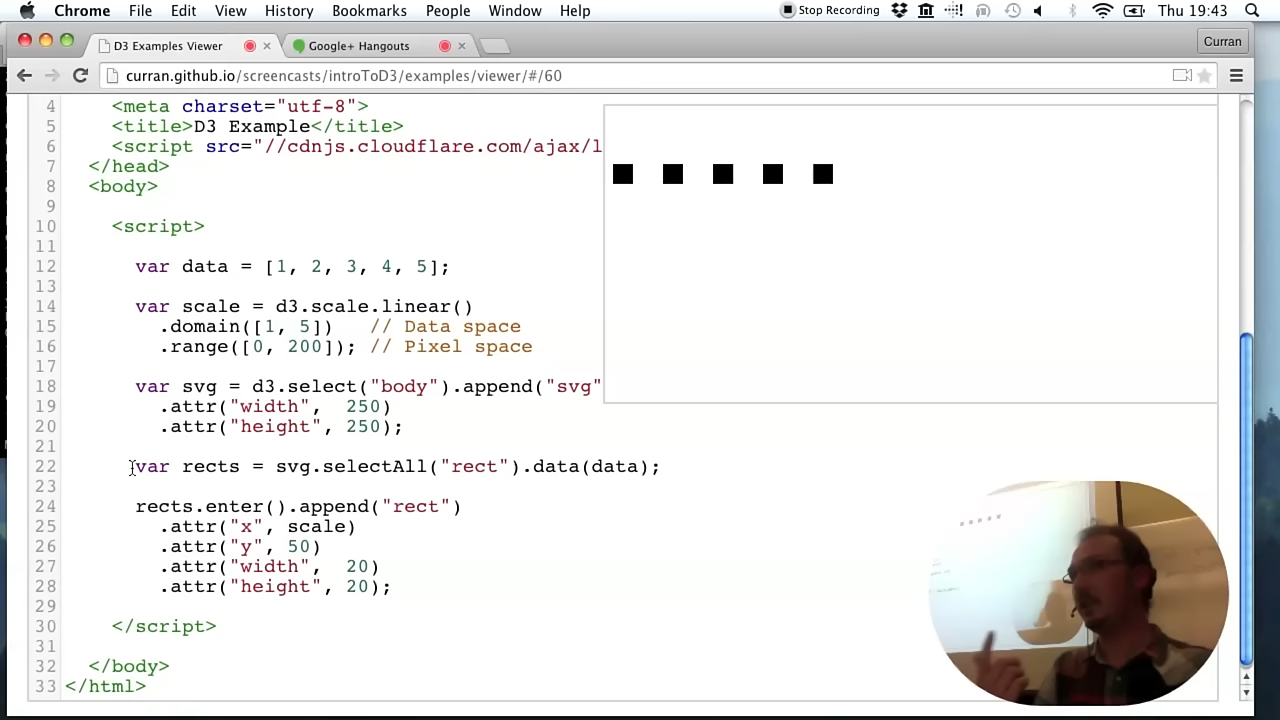 Chrome File Edit View History Bookmarks People Window Help Stop Recording Thu 19:43
D3 Examples Viewer × Google+ Hangouts × Curran
curran.github.io/screencasts/introToD3/examples/viewer/#/60
4 <meta charset="utf-8">
5 <title>D3 Example</title>
6 <script src="//cdnjs.cloudflare.com/ajax/l
7 </head>
8 <body>
9
10 <script>
11
12 var data = [1, 2, 3, 4, 5];
13
14 var scale = d3.scale.linear()
15 .domain([1, 5]) // Data space
16 .range([0, 200]); // Pixel space
17
18 var svg = d3.select("body").append("svg"
19 .attr("width", 250)
20 .attr("height", 250);
21
22 var rects = svg.selectAll("rect").data(data);
23
24 rects.enter().append("rect")
25 .attr("x", scale)
26 .attr("y", 50)
27 .attr("width", 20)
28 .attr("height", 20);
29
30 </script>
31
32 </body>
33 </html>